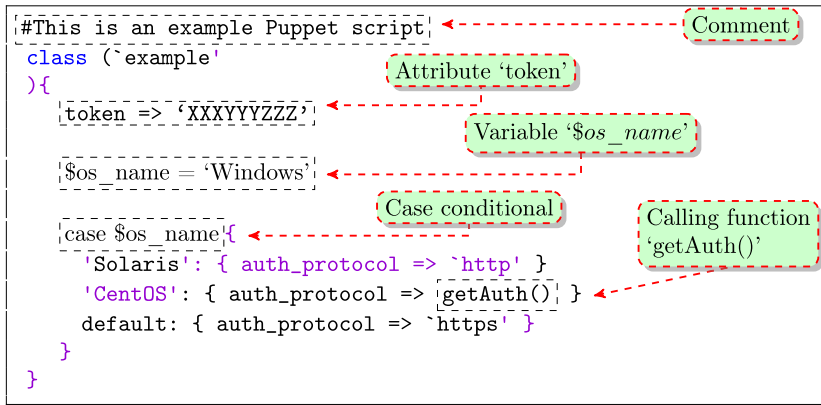 #This is an example Puppet script
Comment
class (`example'
){
Attribute ‘token’
token => ‘XXXYYYZZZ’
Variable ‘$os_name’
$os_name = ‘Windows’
Case conditional
case $os_name{
Calling function
‘getAuth()’
'Solaris': { auth_protocol => `http' }
'CentOS': { auth_protocol => getAuth() }
default: { auth_protocol => `https' }
}
}